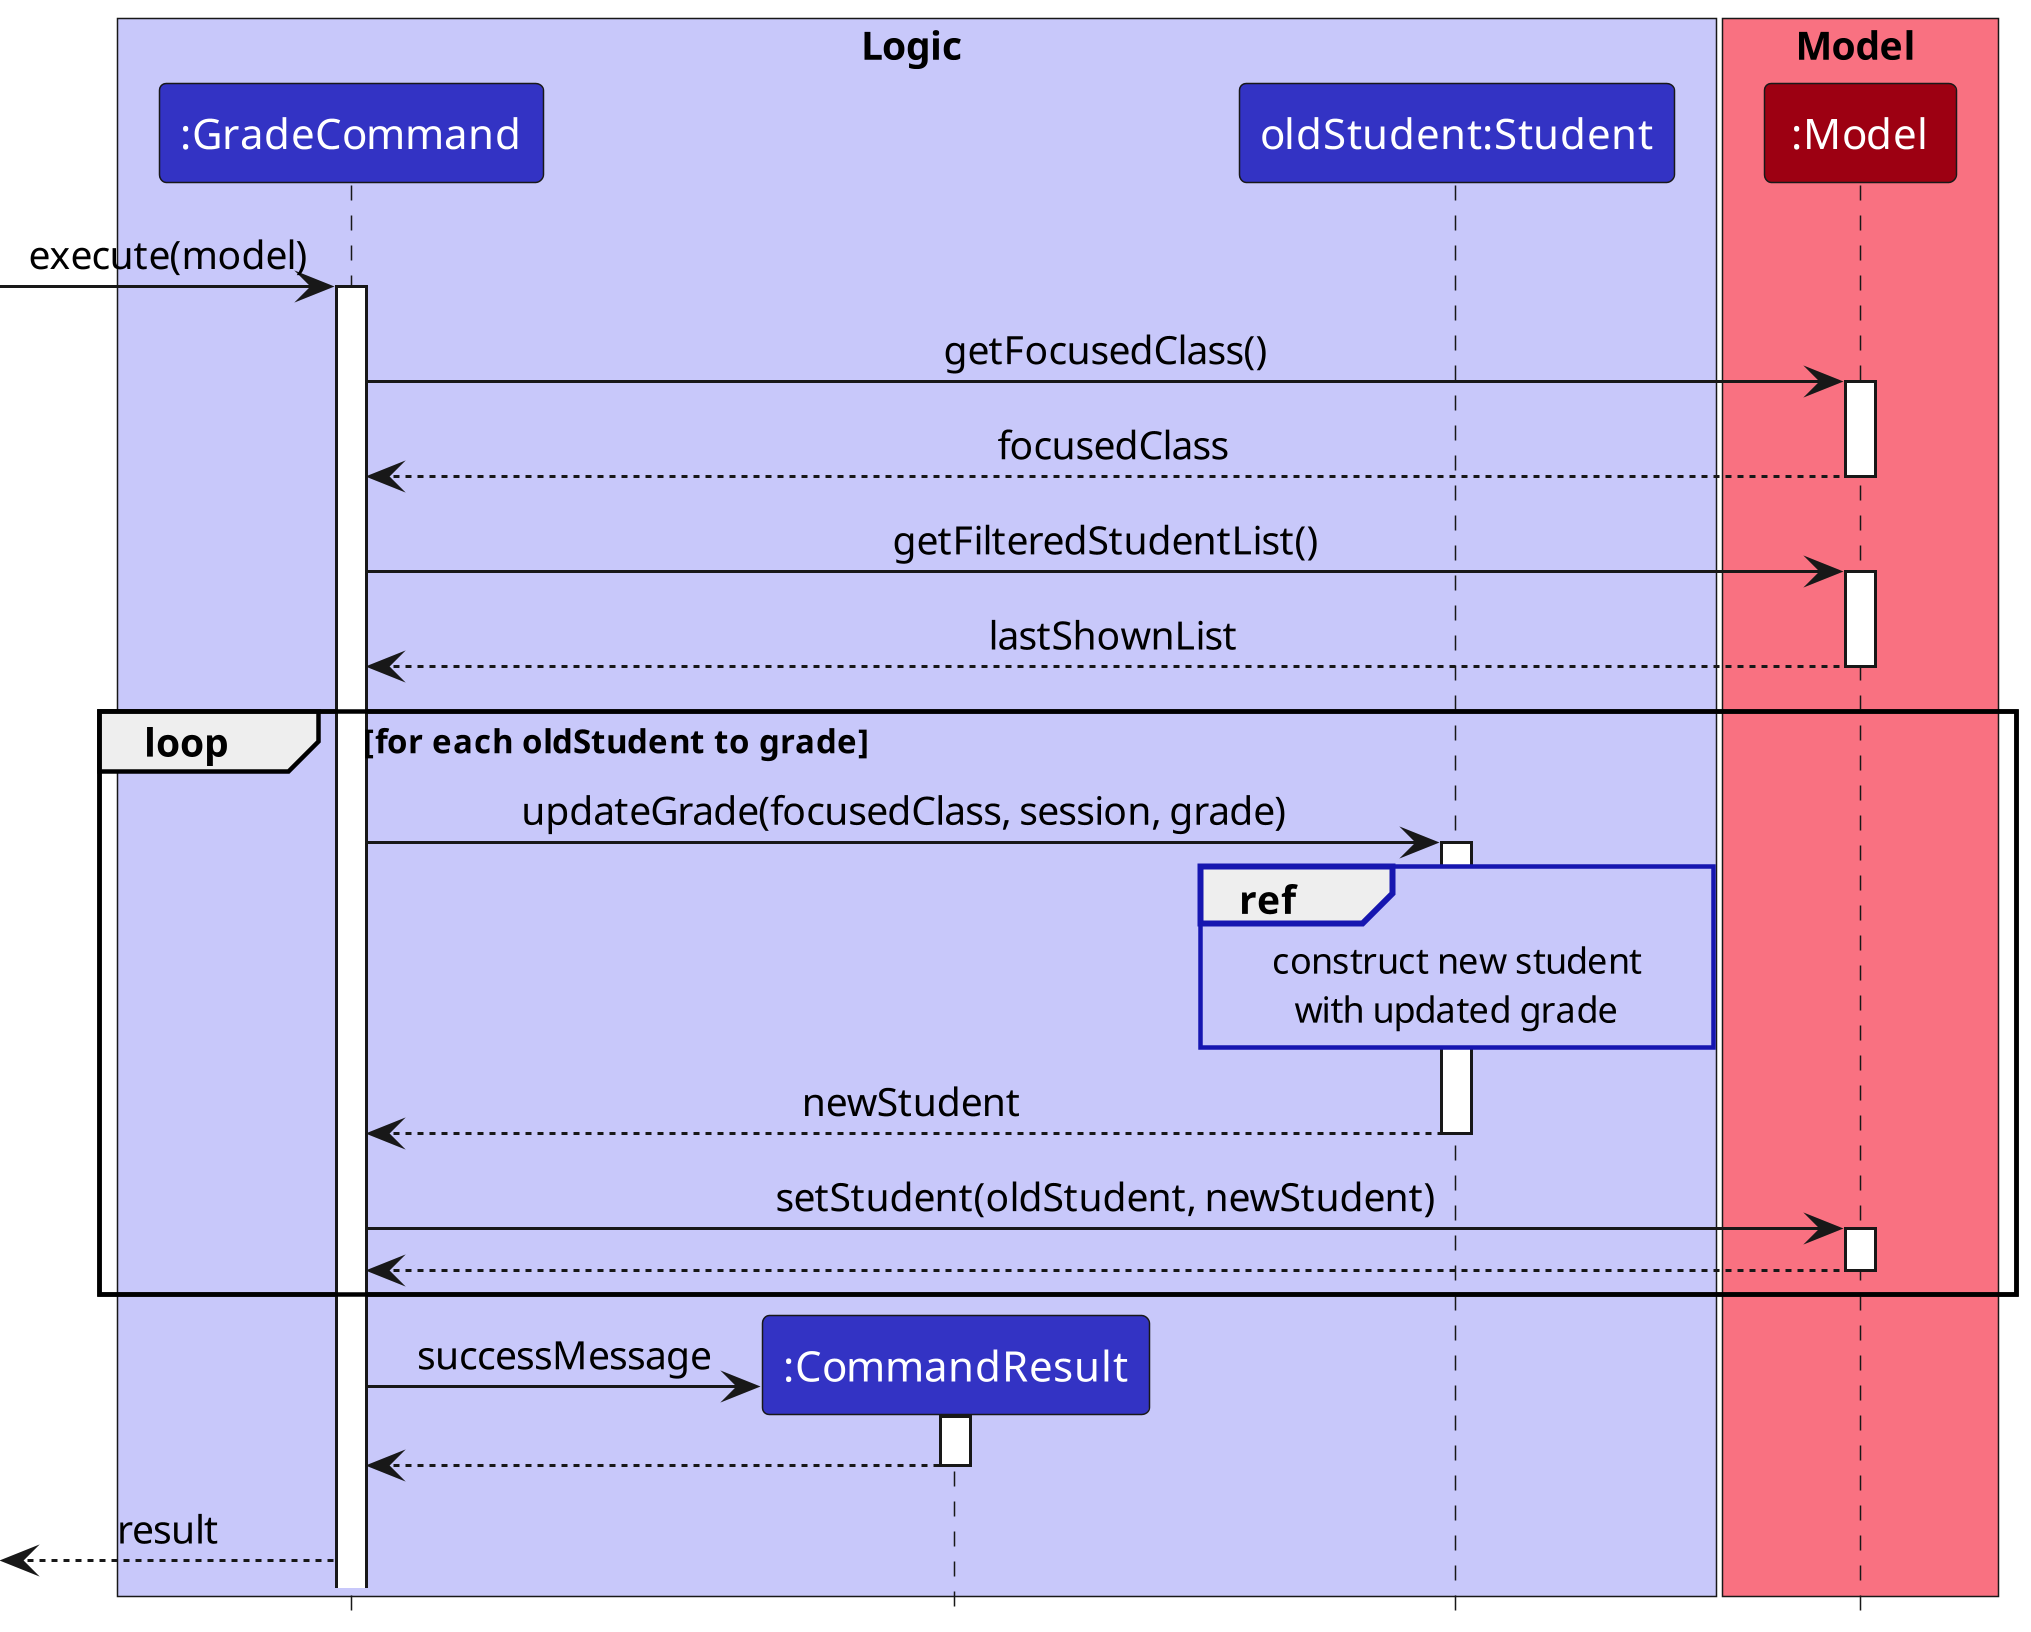 Logic
Model
:GradeCommand
oldStudent:Student
:Model
execute(model)
getFocusedClass()
focusedClass
getFilteredStudentList()
lastShownList
loop
[for each oldStudent to grade]
updateGrade(focusedClass, session, grade)
ref
construct new student
with updated grade
newStudent
setStudent(oldStudent, newStudent)
successMessage
:CommandResult
result